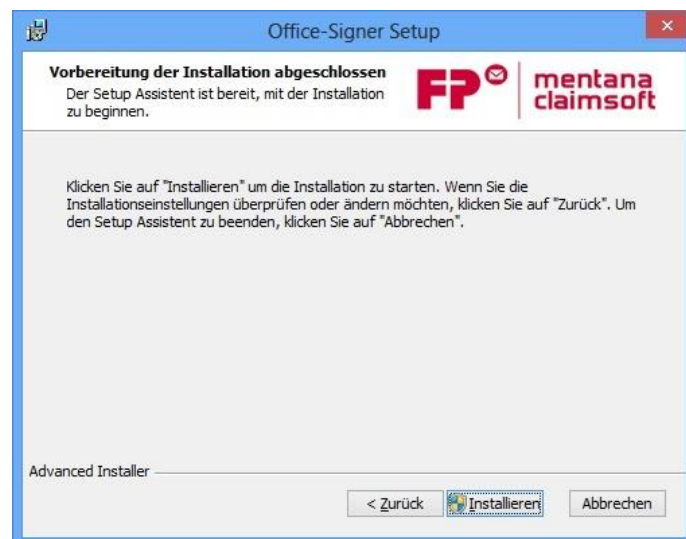 Office-Signer Setup
Vorbereitung der Installation abgeschlossen
Der Setup Assistent ist bereit, mit der Installation
zu beginnen.
FP
mentana
claimsoft
Klicken Sie auf "Installieren" um die Installation zu starten. Wenn Sie die
Installationseinstellungen überprüfen oder ändern möchten, klicken Sie auf "Zurück". Um
den Setup Assistent zu beenden, klicken Sie auf "Abbrechen".
Advanced Installer
< Zurück
Installieren
Abbrechen